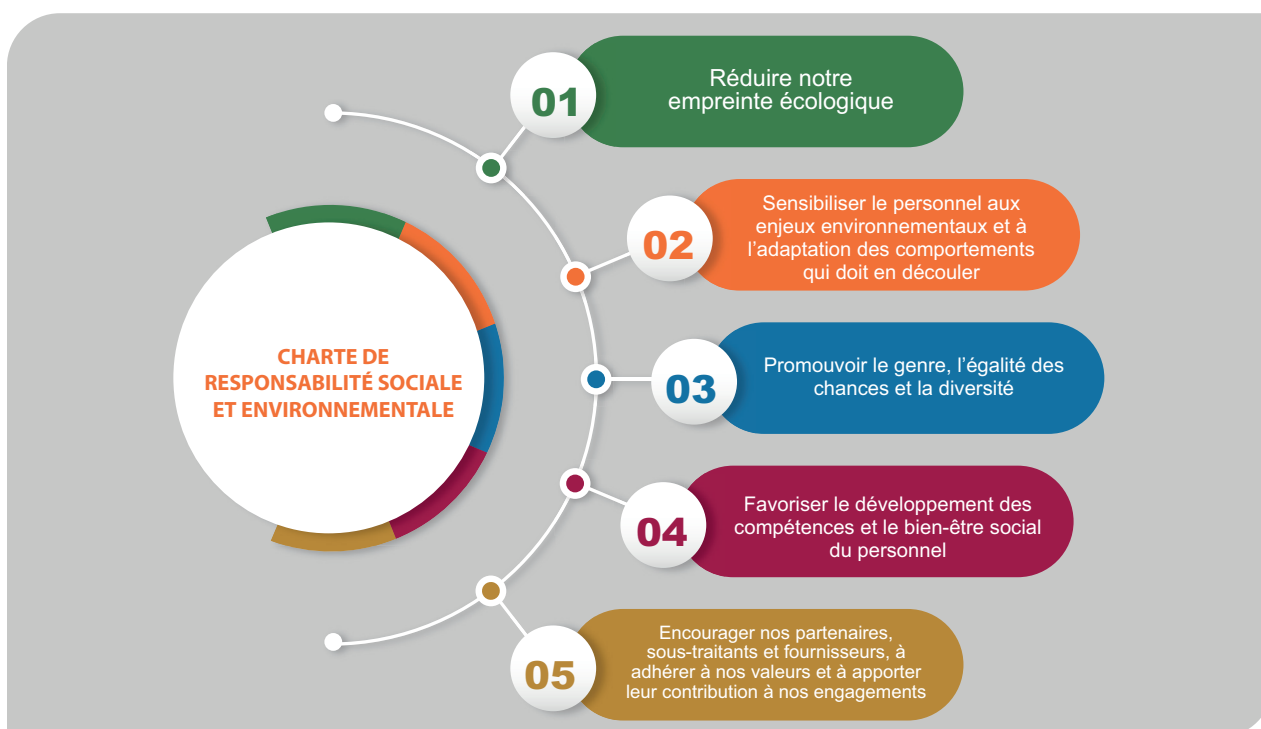 01
Réduire notre
empreinte écologique
02
Sensibiliser le personnel aux
enjeux environnementaux et à
l’adaptation des comportements
qui doit en découler
CHARTE DE
RESPONSABILITÉ SOCIALE
ET ENVIRONNEMENTALE
03
Promouvoir le genre, l’égalité des
chances et la diversité
04
Favoriser le développement des
compétences et le bien-être social
du personnel
05
Encourager nos partenaires,
sous-traitants et fournisseurs, à
adhérer à nos valeurs et à apporter
leur contribution à nos engagements